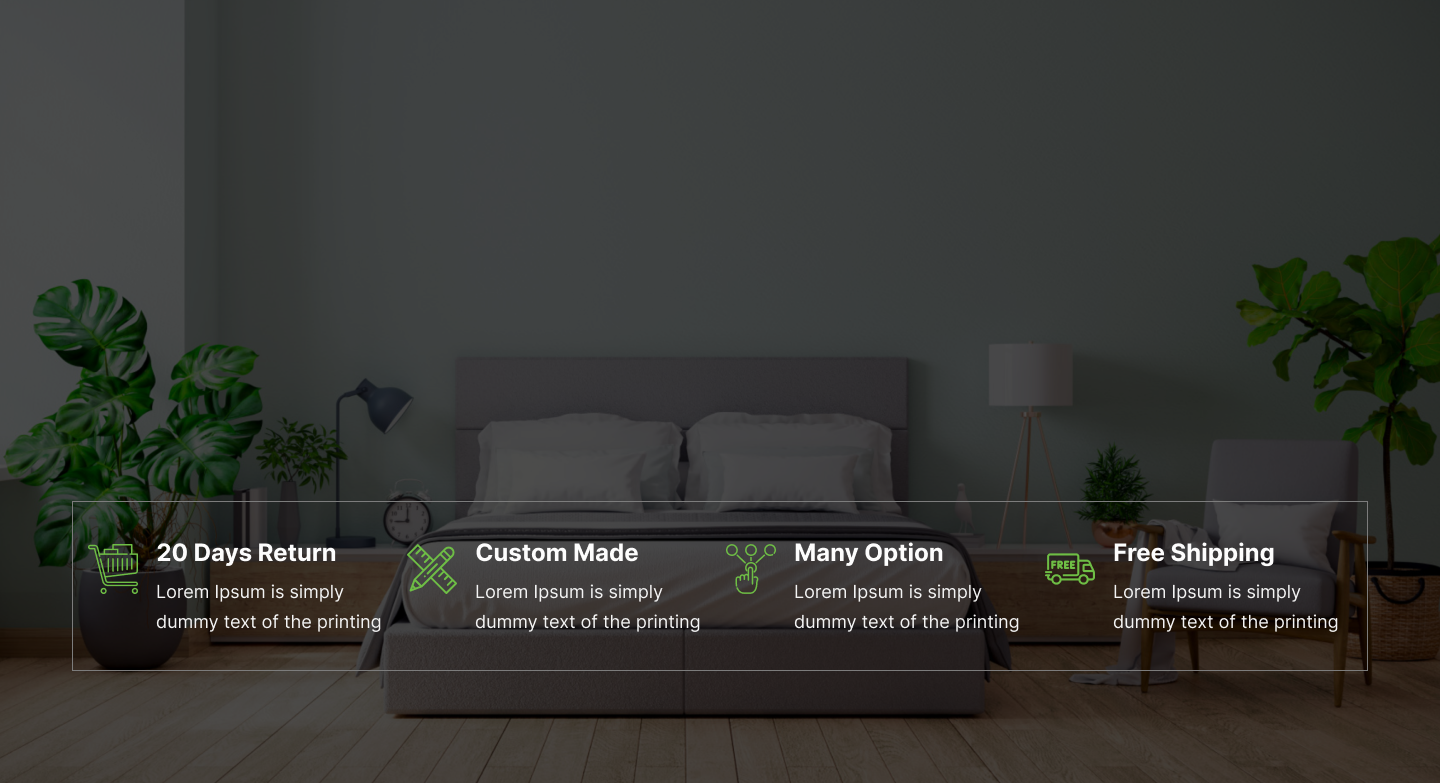 20 Days Return
Lorem Ipsum is simply
dummy text of the printing
Custom Made
Lorem Ipsum is simply
dummy text of the printing
Many Option
Lorem Ipsum is simply
dummy text of the printing
FREE
Free Shipping
Lorem Ipsum is simply
dummy text of the printing